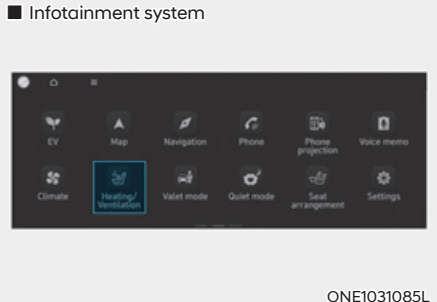 ■ Infotainment system
EV
Map
Navigation
Phone
Phone
projection
Voice memo
Climate
Heating/
Ventilation
Valet mode
Quiet mode
Seat
arrangement
Settings
ONE1031085L